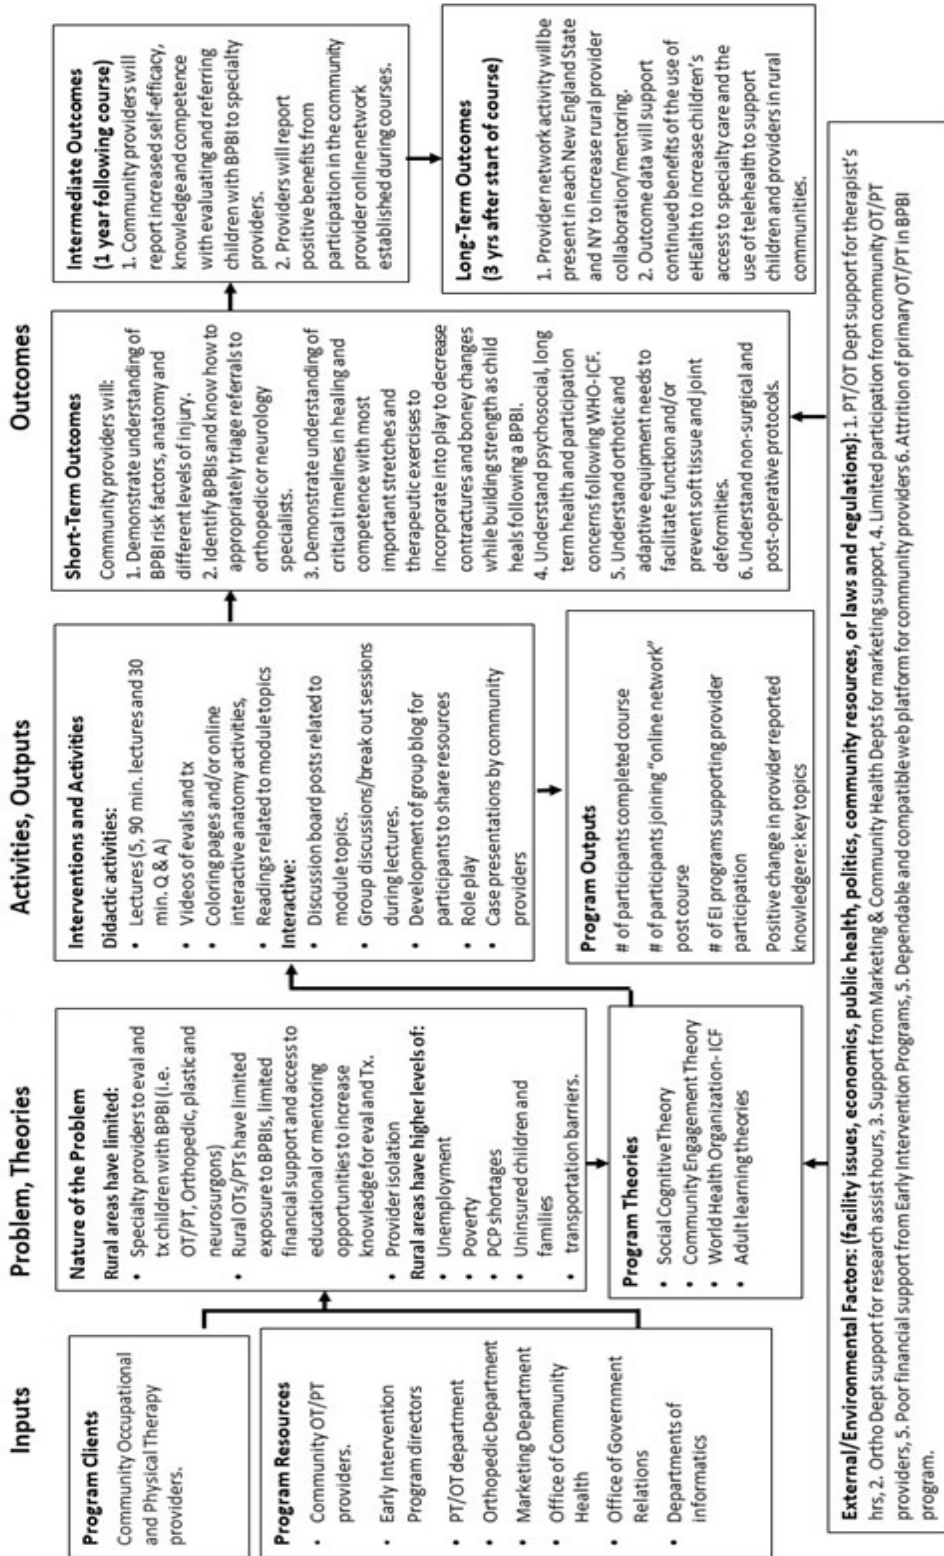 Inputs
Problem, Theories
Activities, Outputs
Outcomes
Program Clients
Community Occupational
and Physical Therapy
providers.
Program Resources
• Community OT/PT
providers.
• Early Intervention
Program directors
• PT/OT department
• Orthopedic Department
• Marketing Department
• Office of Community
Health
• Office of Government
Relations
• Departments of
informatics
Nature of the Problem
Rural areas have limited:
• Specialty providers to eval and
tx children with BPBI (i.e.
OT/PT, Orthopedic, plastic and
neurosurgons)
• Rural OTs/PTs have limited
exposure to BPBIs, limited
financial support and access to
educational or mentoring
opportunities to increase
knowledge for eval and Tx.
• Provider isolation
Rural areas have higher levels of:
• Unemployment
• Poverty
• PCP shortages
• Uninsured children and
families
• transportation barriers.
Program Theories
• Social Cognitive Theory
• Community Engagement Theory
• World Health Organization- ICF
• Adult learning theories
Interventions and Activities
Didactic activities:
• Lectures (5, 90 min. lectures and 30
min. Q & A)
• Videos of evals and tx
• Coloring pages and/or online
interactive anatomy activities,
• Readings related to module topics
Interactive:
• Discussion board posts related to
module topics.
• Group discussions/break out sessions
during lectures.
• Development of group blog for
participants to share resources
• Role play
• Case presentations by community
providers
Program Outputs
# of participants completed course
# of participants joining "online network"
post course
# of EI programs supporting provider
participation
Positive change in provider reported
knowledge re: key topics
Short-Term Outcomes
Community providers will:
1. Demonstrate understanding of
BPBI risk factors, anatomy and
different levels of injury.
2. Identify BPBIs and know how to
appropriately triage referrals to
orthopedic or neurology
specialists.
3. Demonstrate understanding of
critical timelines in healing and
competence with most
important stretches and
therapeutic exercises to
incorporate into play to decrease
contractures and boney changes
while building strength as child
heals following a BPBI.
4. Understand psychosocial, long
term health and participation
concerns following WHO-ICF.
5. Understand orthotic and
adaptive equipment needs to
facilitate function and/or
prevent soft tissue and joint
deformities.
6. Understand non-surgical and
post-operative protocols.
Intermediate Outcomes
(1 year following course)
1. Community providers will
report increased self-efficacy,
knowledge and competence
with evaluating and referring
children with BPBI to specialty
providers.
2. Providers will report
positive benefits from
participation in the community
provider online network
established during courses.
Long-Term Outcomes
(3 yrs after start of course)
1. Provider network activity will be
present in each New England State
and NY to increase rural provider
collaboration/mentoring.
2. Outcome data will support
continued benefits of the use of
eHEalth to increase children's
access to specialty care and the
use of telehealth to support
children and providers in rural
communities.
External/Environmental Factors: (facility issues, economics, public health, politics, community resources, or laws and regulations): 1. PT/OT Dept support for therapist's
hrs, 2. Ortho Dept support for research assist hours, 3. Support from Marketing & Community Health Depts for marketing support, 4. Limited participation from community OT/PT
providers, 5. Poor financial support from Early Intervention Programs, 5. Dependable and compatible web platform for community providers 6. Attrition of primary OT/PT in BPBI
program.